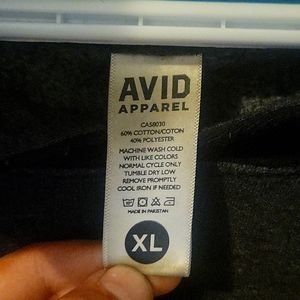 AVID
APPAREL
CA58030
60% COTTON/COTON
40% POLYESTER
MACHINE WASH COLD
WITH LIKE COLORS
NORMAL CYCLE ONLY
TUMBLE DRY LOW
REMOVE PROMPTLY
COOL IRON IF NEEDED
MADE IN PAKISTAN
XL